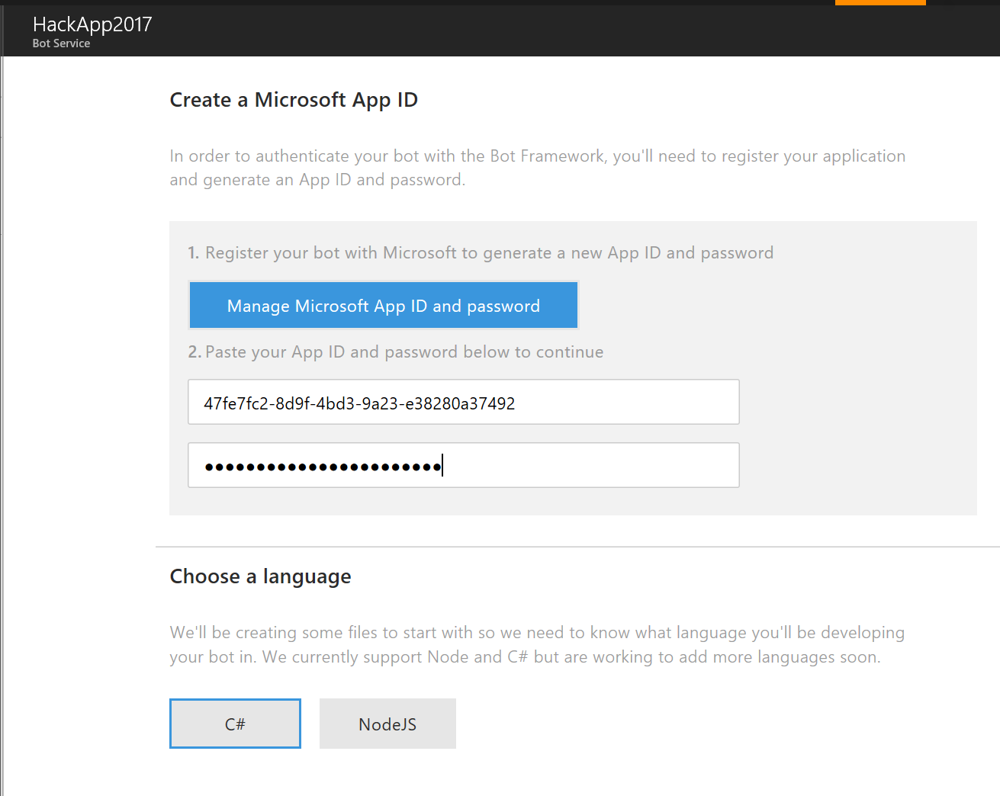 HackApp2017
Bot Service
Create a Microsoft App ID
In order to authenticate your bot with the Bot Framework, you'll need to register your application
and generate an App ID and password.
1. Register your bot with Microsoft to generate a new App ID and password
Manage Microsoft App ID and password
2. Paste your App ID and password below to continue
47fe7fc2-8d9f-4bd3-9a23-e38280a37492
●●●●●●●●●●●●●●●●●●●●●●●
Choose a language
We'll be creating some files to start with so we need to know what language you'll be developing
your bot in. We currently support Node and C# but are working to add more languages soon.
C# NodeJS